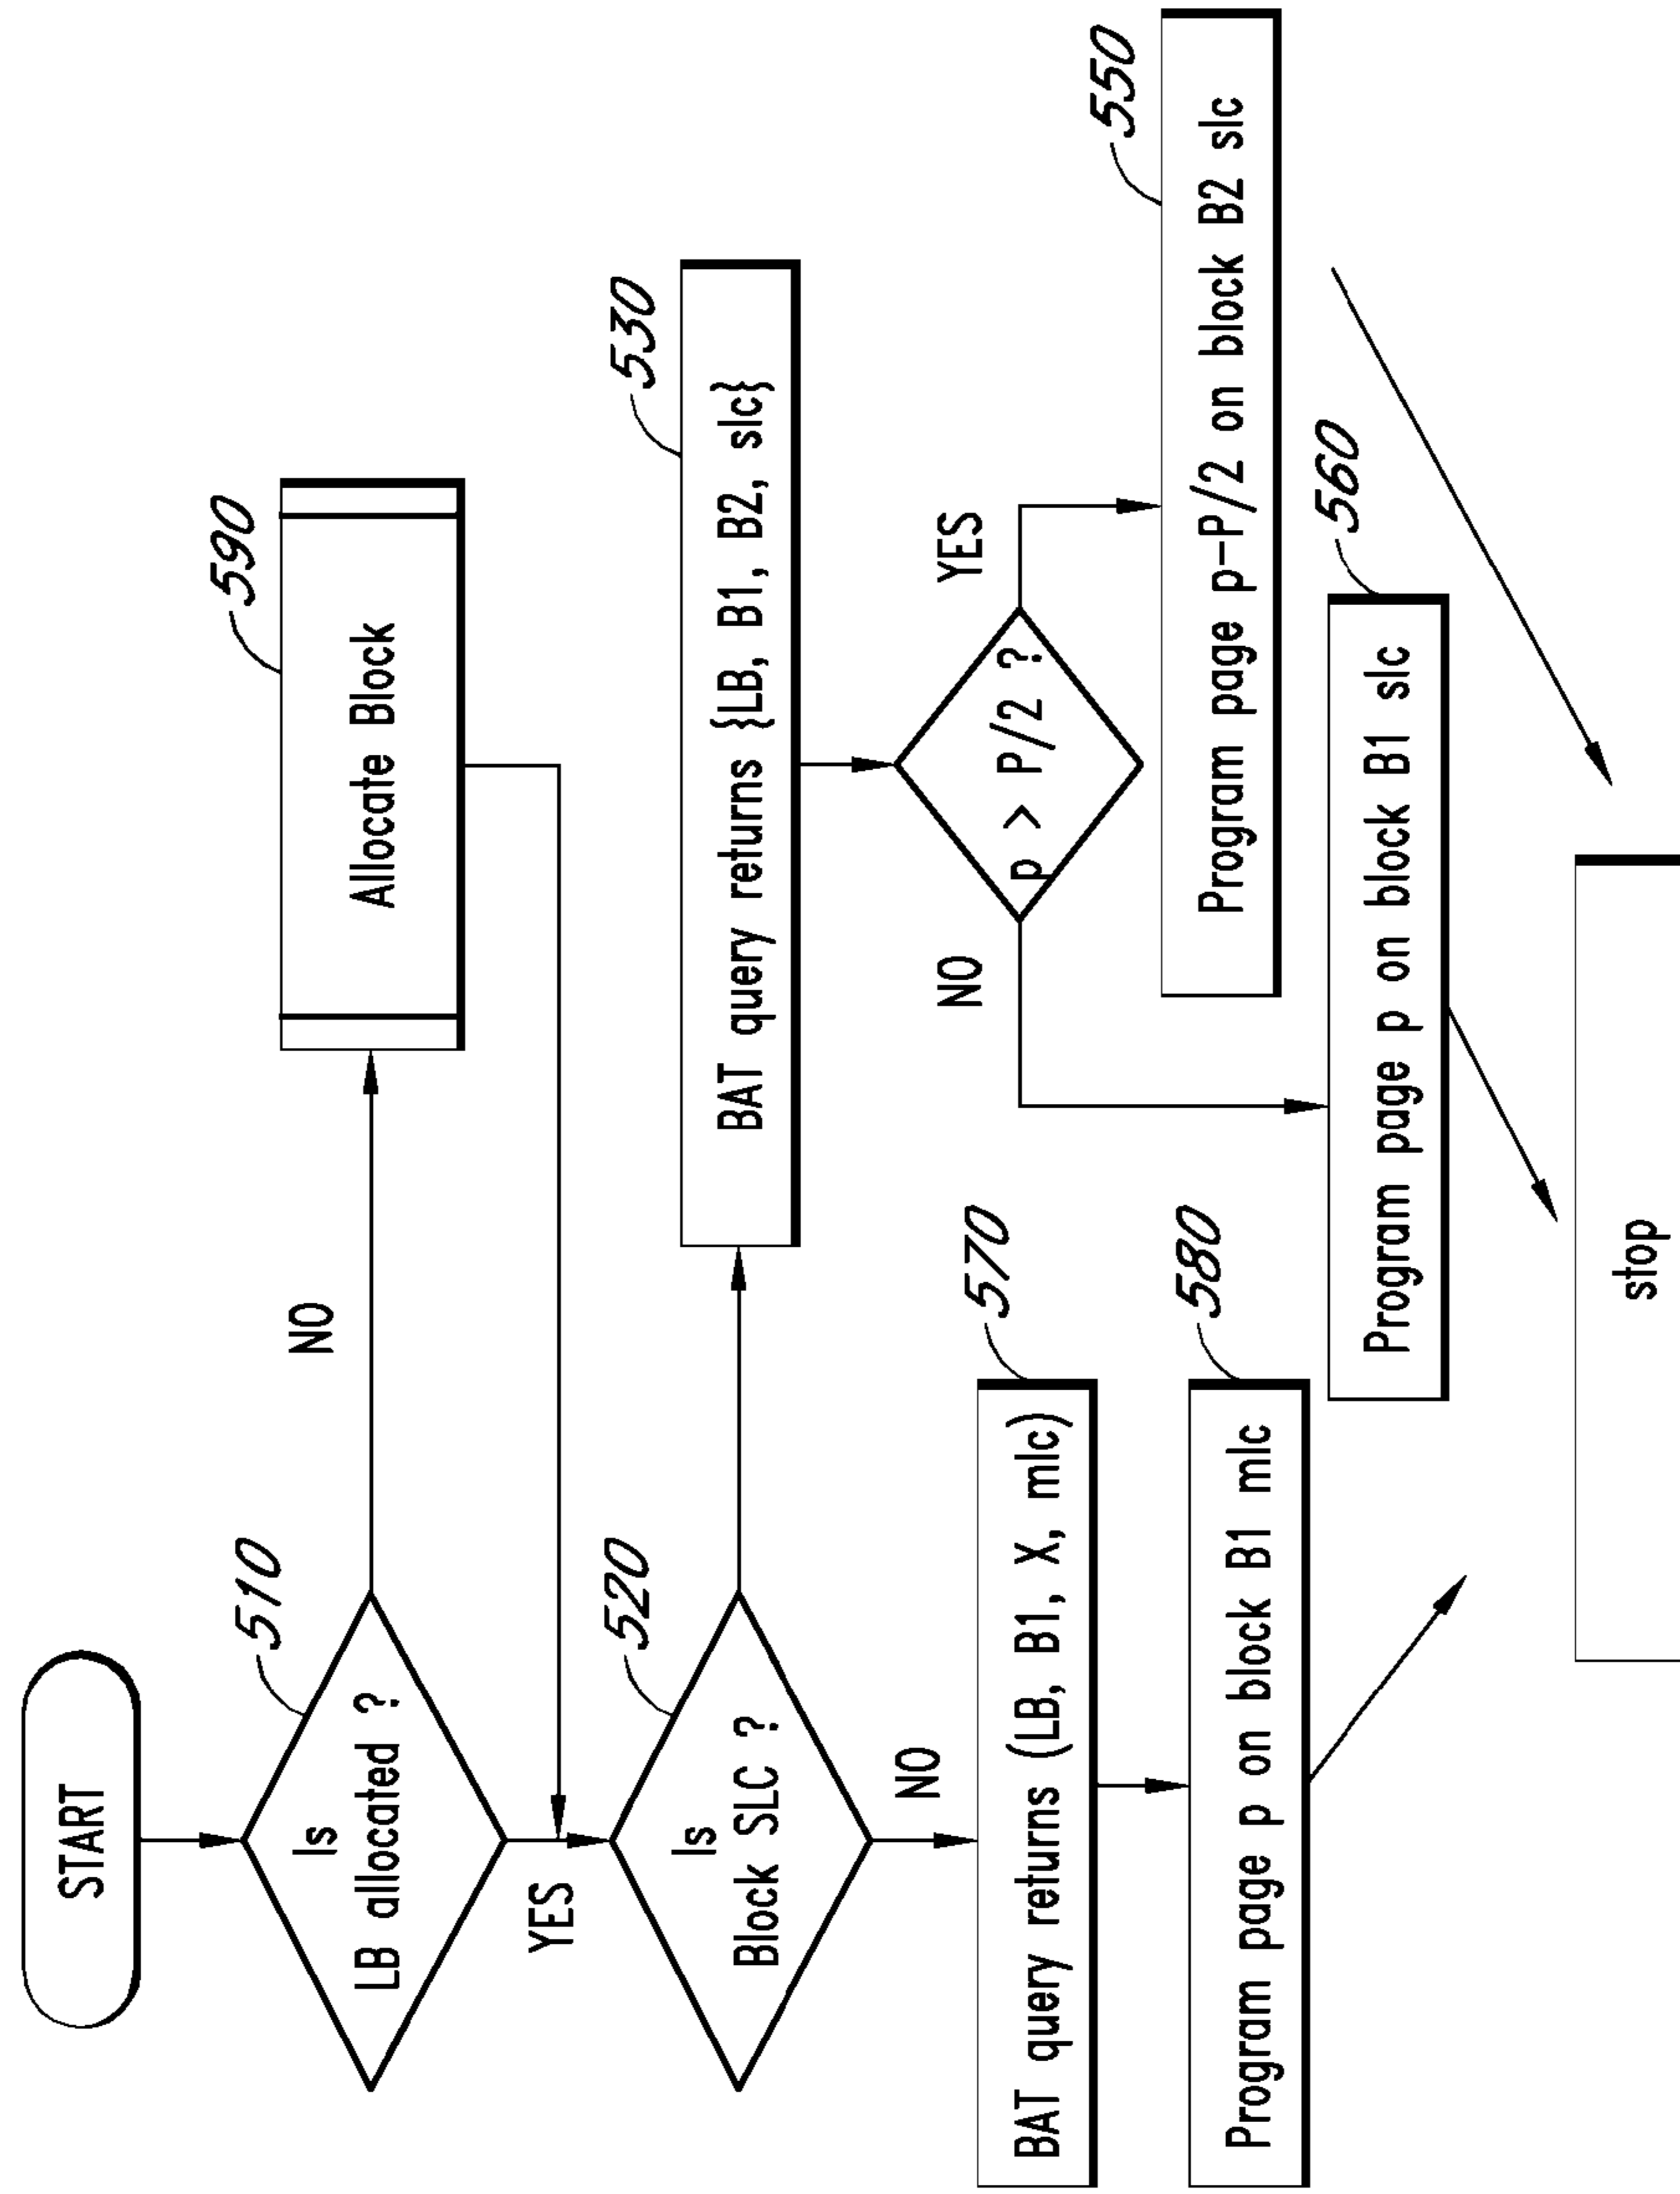 START
510
Is
LB allocated ?
NO
590
Allocate Block
YES
520
Is
Block SLC ?
530
BAT query returns {LB, B1, B2, slc}
NO
570
BAT query returns (LB, B1, X, mlc)
580
Program page p on block B1 mlc
p > P/2 ?
NO
YES
550
Program page p-P/2 on block B2 slc
560
Program page p on block B1 slc
stop